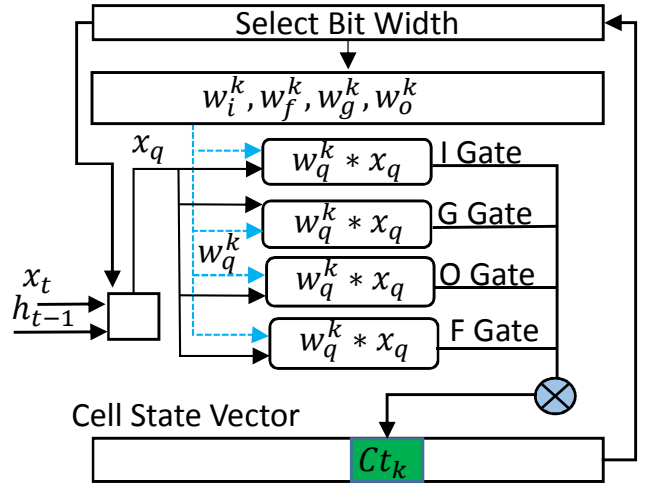 Select Bit Width
$w_i^k, w_f^k, w_g^k, w_o^k$
$x_q$
$w_q^k * x_q$ I Gate
$w_q^k * x_q$ G Gate
$w_q^k$
$w_q^k * x_q$ O Gate
$x_t$
$h_{t-1}$
$w_q^k * x_q$ F Gate
Cell State Vector
$Ct_k$